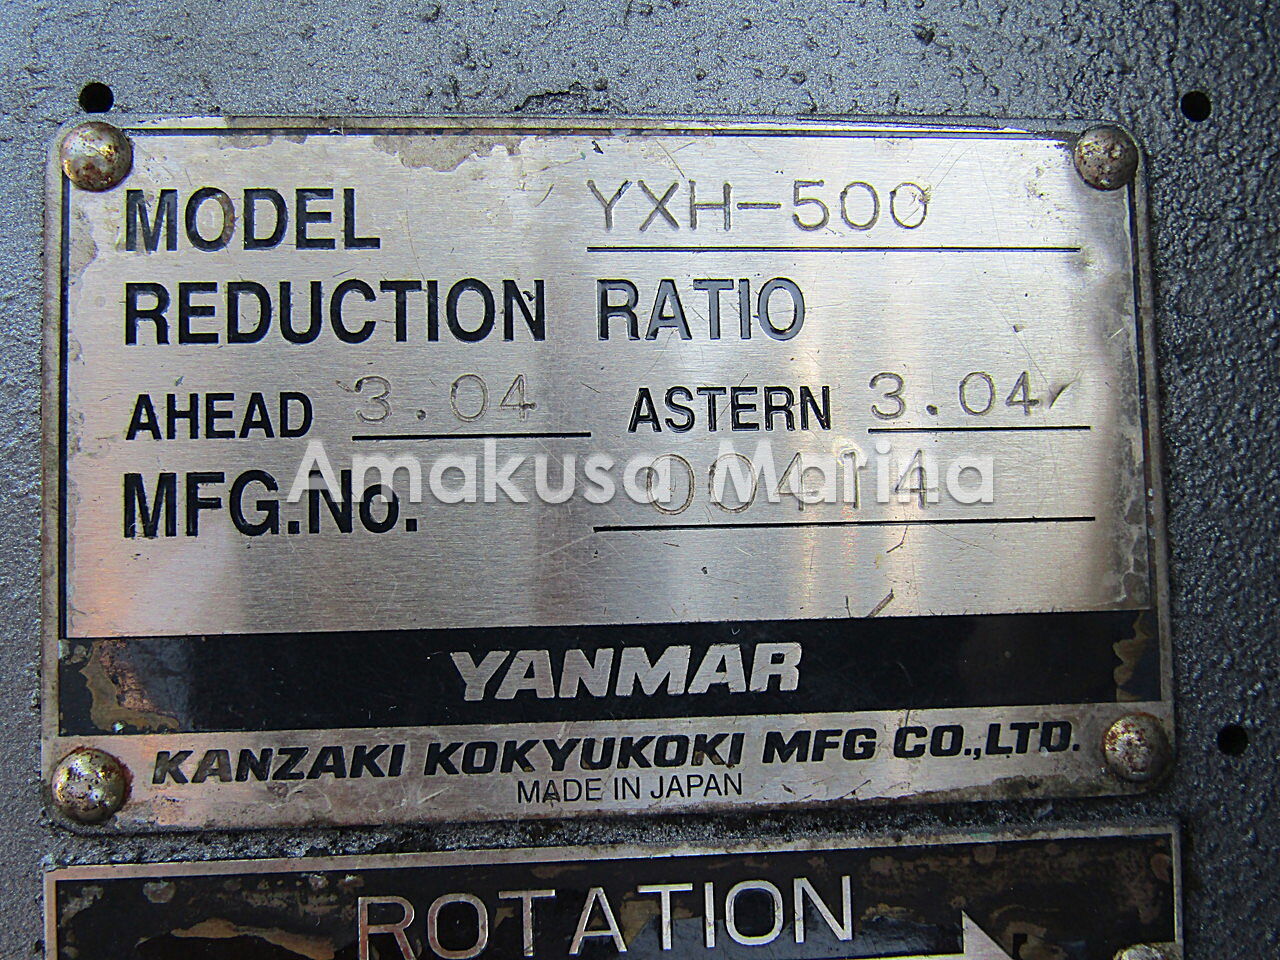 MODEL YXH-500
REDUCTION RATIO
AHEAD 3.04 ASTERN 3.04
MFG.No. 00414
Amakusa Marina
YANMAR
KANZAKI KOKYUKOKI MFG CO.,LTD.
MADE IN JAPAN
ROTATION